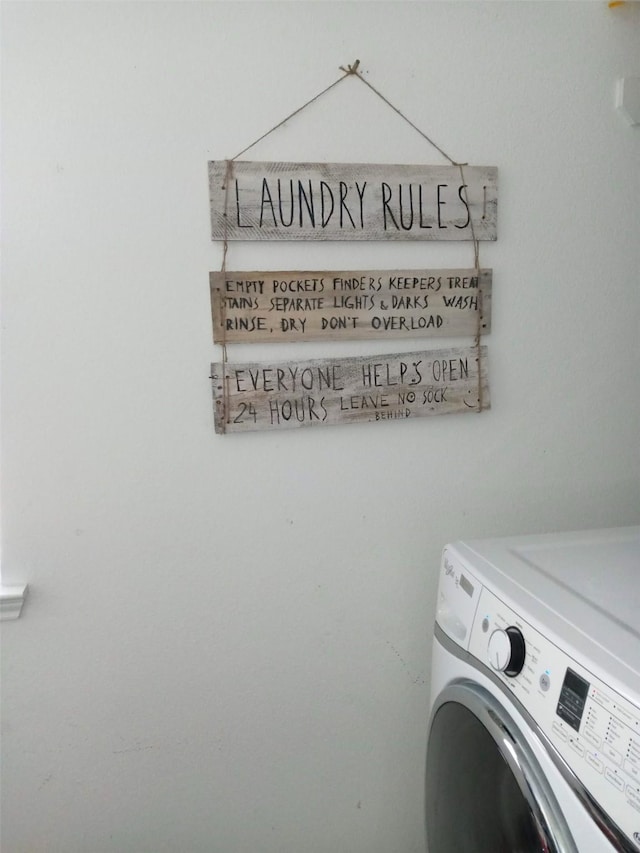 LAUNDRY RULES
EMPTY POCKETS FINDERS KEEPERS TREAT
STAINS SEPARATE LIGHTS & DARKS WASH
RINSE, DRY DON'T OVERLOAD
EVERYONE HELPS OPEN
24 HOURS LEAVE NO SOCK
BEHIND